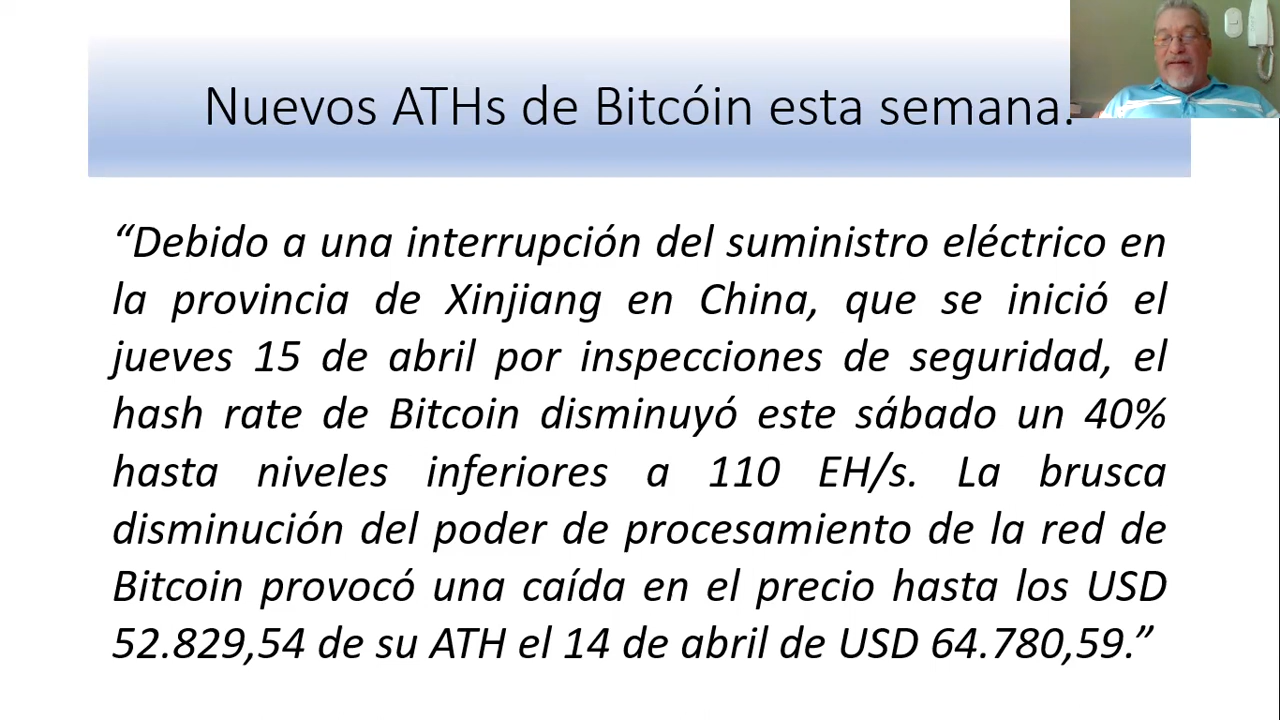 Nuevos ATHs de Bitcóin esta semana.
“Debido a una interrupción del suministro eléctrico en
la provincia de Xinjiang en China, que se inició el
jueves 15 de abril por inspecciones de seguridad, el
hash rate de Bitcoin disminuyó este sábado un 40%
hasta niveles inferiores a 110 EH/s. La brusca
disminución del poder de procesamiento de la red de
Bitcoin provocó una caída en el precio hasta los USD
52.829,54 de su ATH el 14 de abril de USD 64.780,59.”